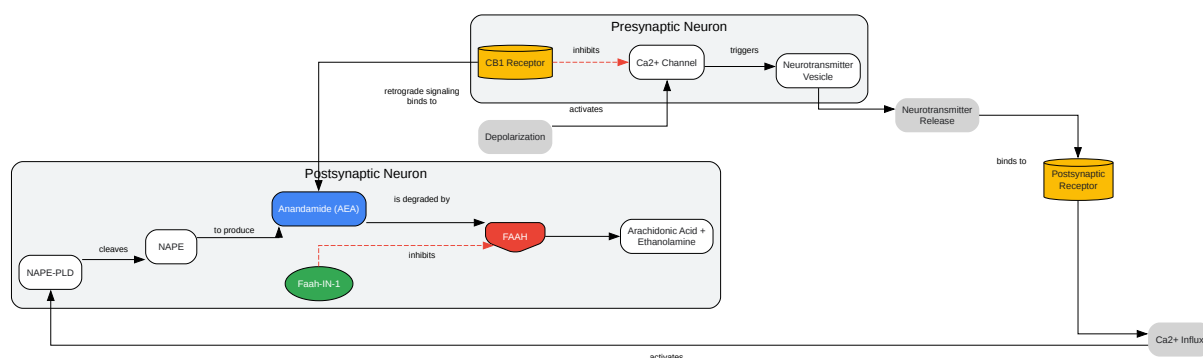 Presynaptic Neuron
CB1 Receptor
inhibits
Ca2+ Channel
triggers
Neurotransmitter
Vesicle
retrograde signaling
binds to
activates
Depolarization
Neurotransmitter
Release
binds to
Postsynaptic
Receptor
Postsynaptic Neuron
Anandamide (AEA)
is degraded by
FAAH
Arachidonic Acid +
Ethanolamine
to produce
NAPE
cleaves
NAPE-PLD
inhibits
Faah-IN-1
Ca2+ Influx
activates